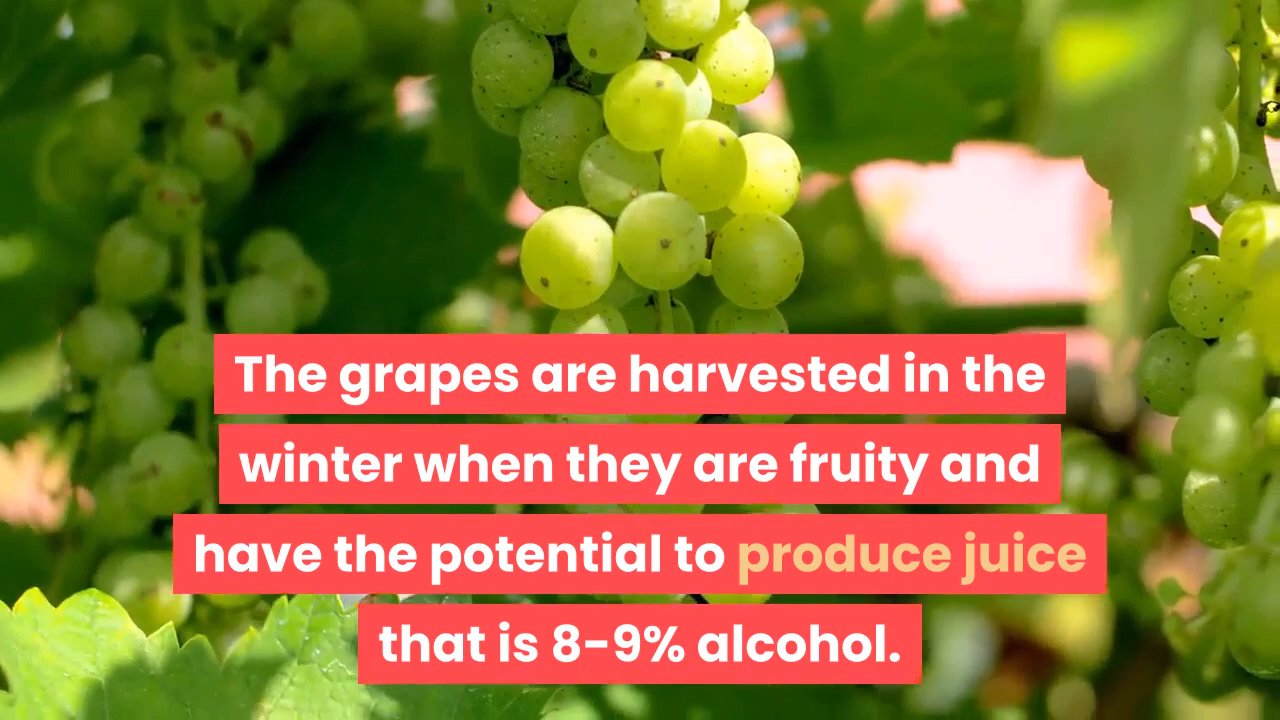 The grapes are harvested in the
winter when they are fruity and
have the potential to produce juice
that is 8-9% alcohol.